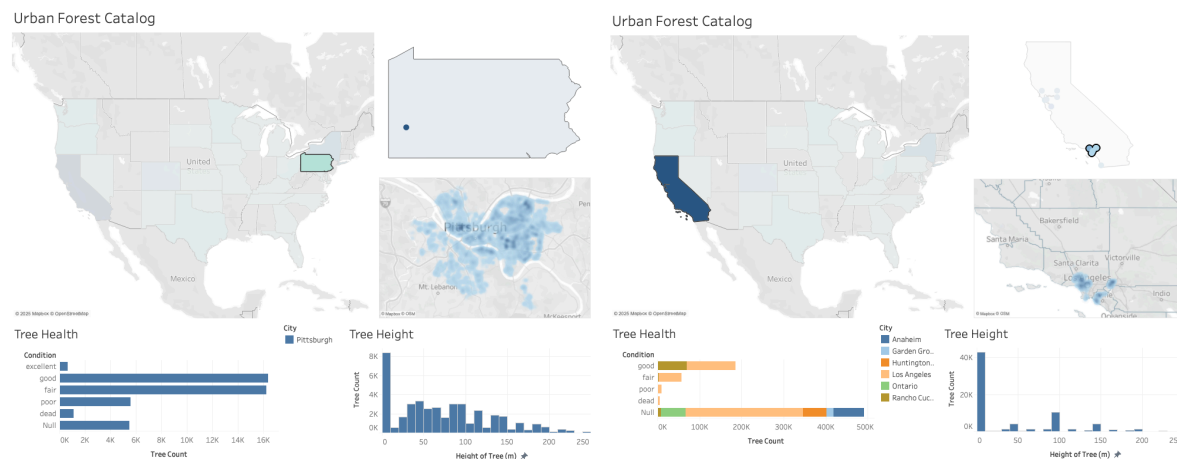 Urban Forest Catalog
United
Mexico
© 2025 Mapbox © OpenStreetMap
Pen
Pittsburgh
Mt. Lebanon
McKeesport
© Mapbox © OSM
Tree Health
City
Pittsburgh
Condition
excellent
good
fair
poor
dead
Null
0K 2K 4K 6K 8K 10K 12K 14K 16K
Tree Count
Tree Height
8K
6K
4K
2K
0K
Tree Count
0 50 100 150 200 250
Height of Tree (m)
Urban Forest Catalog
United
Mexico
© 2025 Mapbox © OpenStreetMap
Bakersfield
Santa Maria
Santa Clarita
Victorville
Los Angeles
Indio
Oceanside
© Mapbox © OSM
Tree Health
City
Anaheim
Garden Gro..
Huntington..
Los Angeles
Ontario
Rancho Cuc..
Condition
good
fair
poor
dead
Null
0K 100K 200K 300K 400K 500K
Tree Count
Tree Height
40K
20K
0K
Tree Count
0 50 100 150 200
Height of Tree (m)